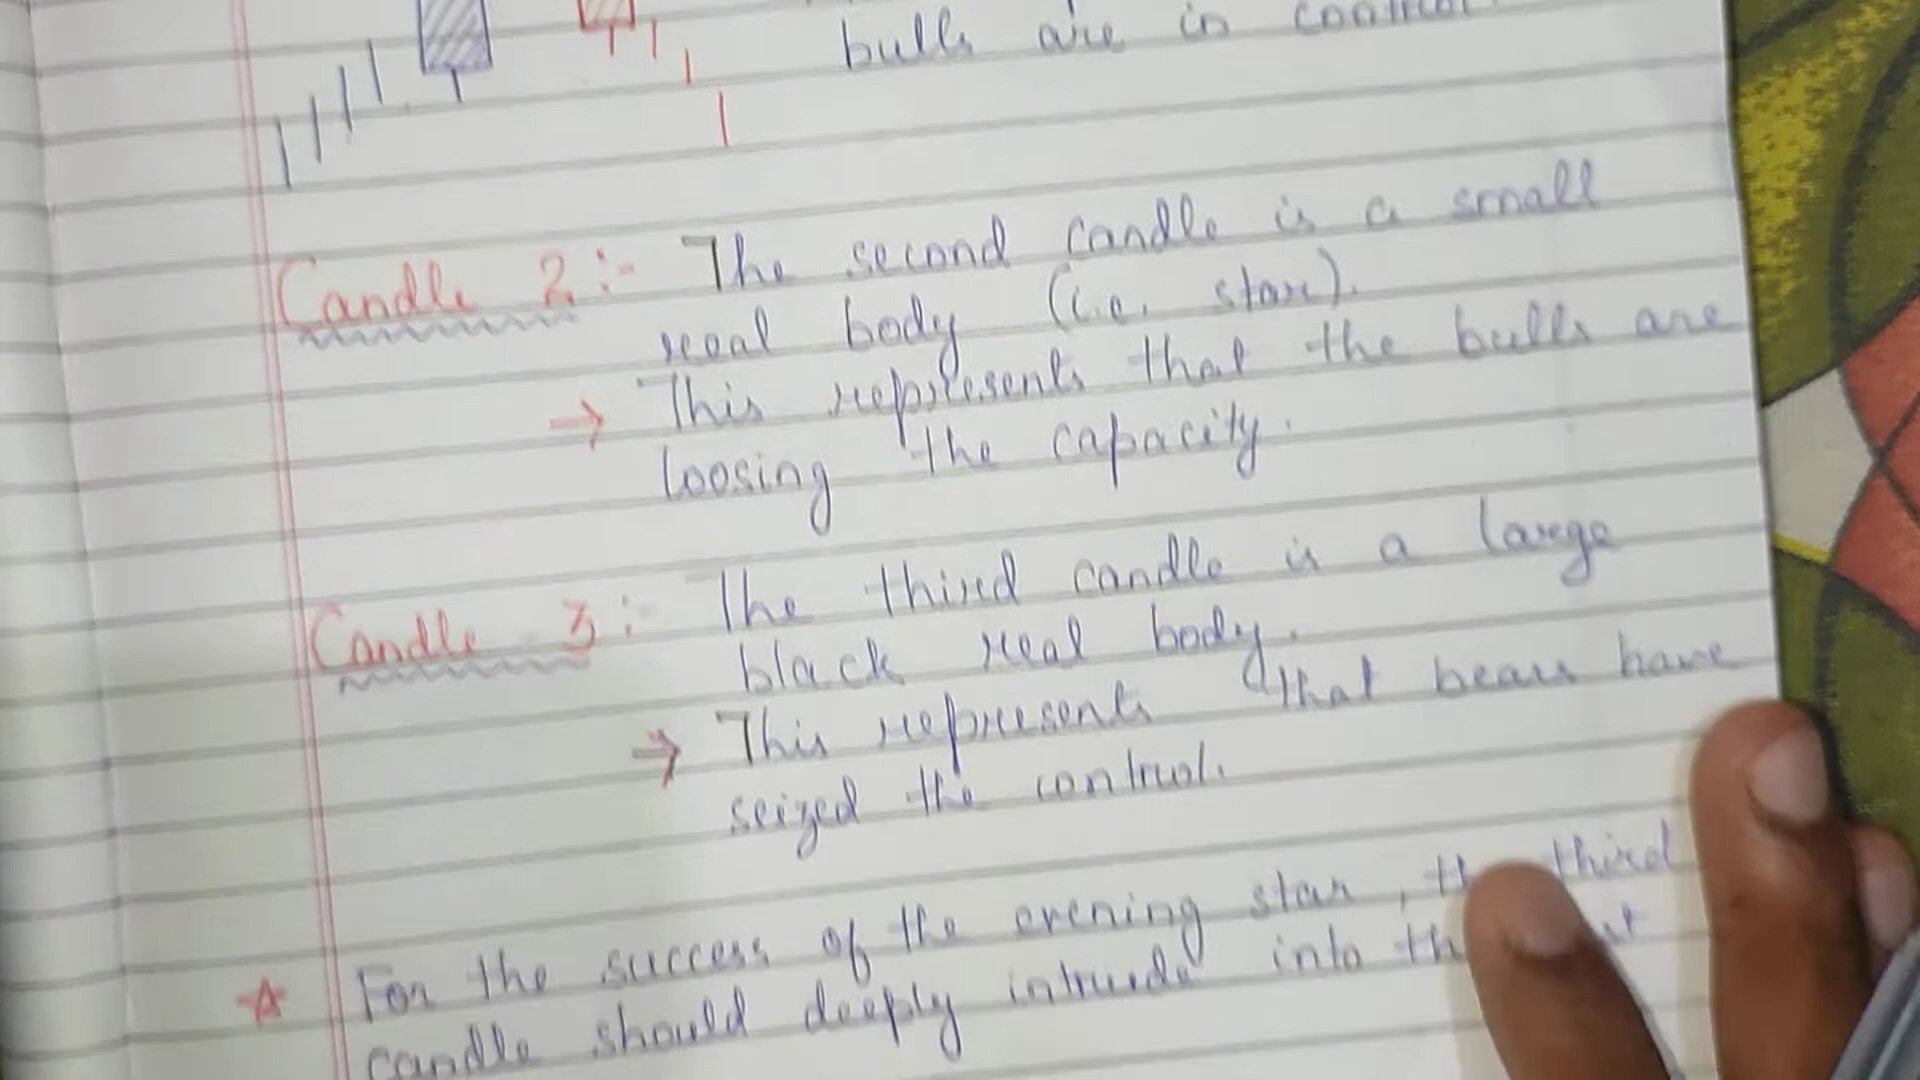 bulls are in control
Candle 2:- The second candle is a small
real body (i.e. star).
→ This represents that the bulls are
loosing the capacity.
Candle 3:- The third candle is a large
black real body.
→ This represents that bears have
seized the control.
☆ For the success of the evening star, third
candle should deeply intrude into